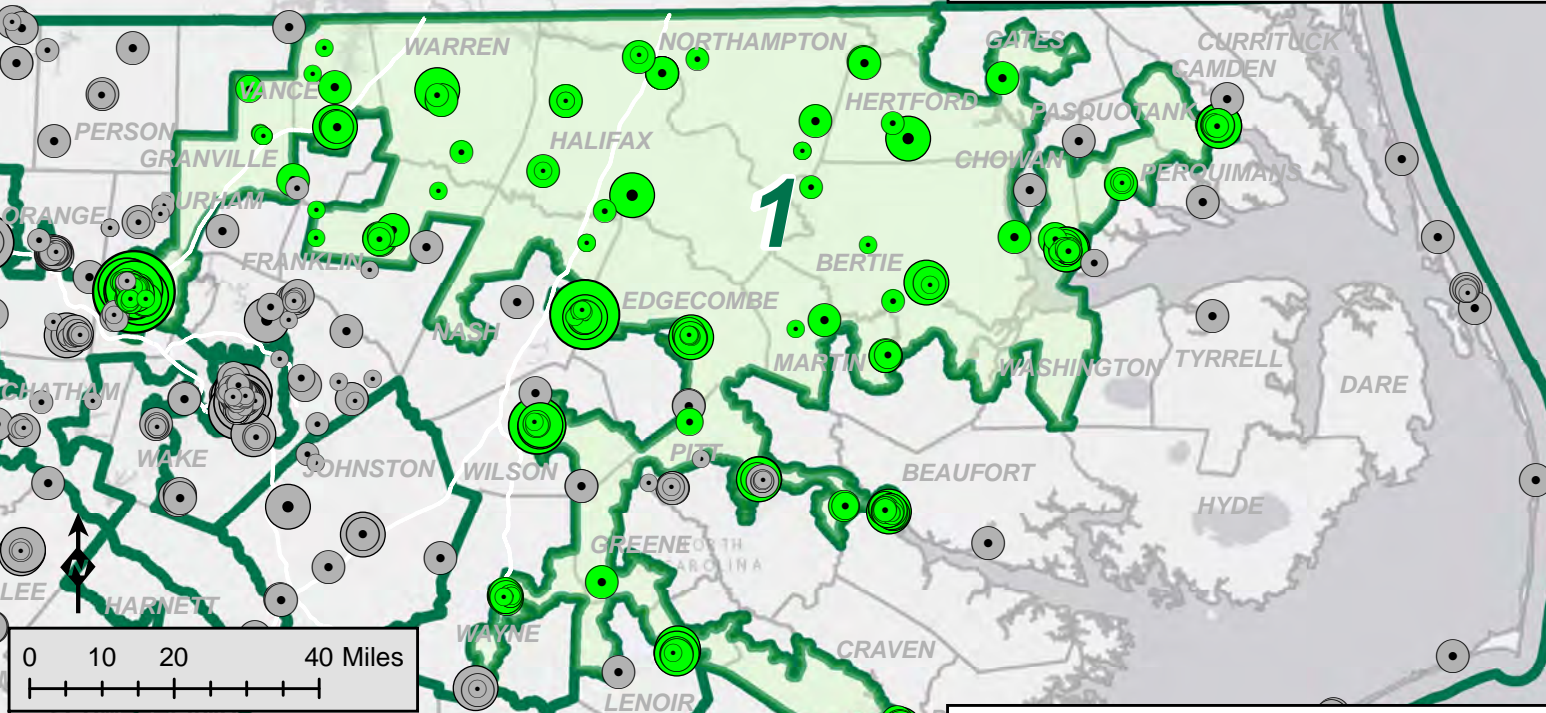 WARREN
NORTHAMPTON
GATES
CURRITUCK
CAMDEN
VANCE
HERTFORD
PASQUOTANK
PERSON
HALIFAX
GRANVILLE
CHOWAN
PERQUIMANS
DURHAM
ORANGE
1
FRANKLIN
BERTIE
EDGECOMBE
NASH
MARTIN
WASHINGTON
TYRRELL
DARE
CHATHAM
PITT
WAKE
JOHNSTON
WILSON
BEAUFORT
HYDE
GREENE
NORTH
CAROLINA
N
LEE
HARNETT
WAYNE
CRAVEN
0 10 20 40 Miles
LENOIR